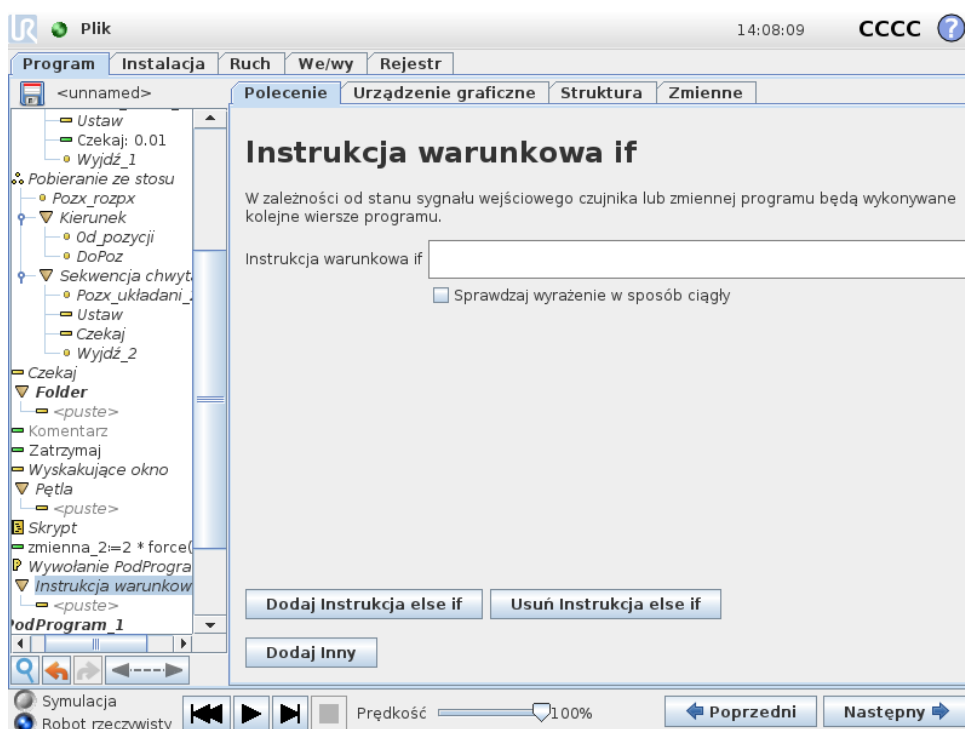 UR Plik 14:08:09 CCCC ?
Program Instalacja Ruch We/wy Rejestr
<unnamed>
Polecenie Urządzenie graficzne Struktura Zmienne
Ustaw
Czekaj: 0.01
Wyjdź_1
Pobieranie ze stosu
Pozx_rozpx
Kierunek
Od_pozycji
DoPoz
Sekwencja chwyta
Pozx_układani_2
Ustaw
Czekaj
Wyjdź_2
Czekaj
Folder
<puste>
Komentarz
Zatrzymaj
Wyskakujące okno
Pętla
<puste>
Skrypt
zmienna_2:=2 * force(
Wywołanie PodProgra
Instrukcja warunkow
<puste>
PodProgram_1
Instrukcja warunkowa if
W zależności od stanu sygnału wejściowego czujnika lub zmiennej programu będą wykonywane
kolejne wiersze programu.
Instrukcja warunkowa if
Sprawdzaj wyrażenie w sposób ciągły
Dodaj Instrukcja else if Usuń Instrukcja else if
Dodaj Inny
Symulacja
Robot rzeczywisty
Prędkość 100% Poprzedni Następny